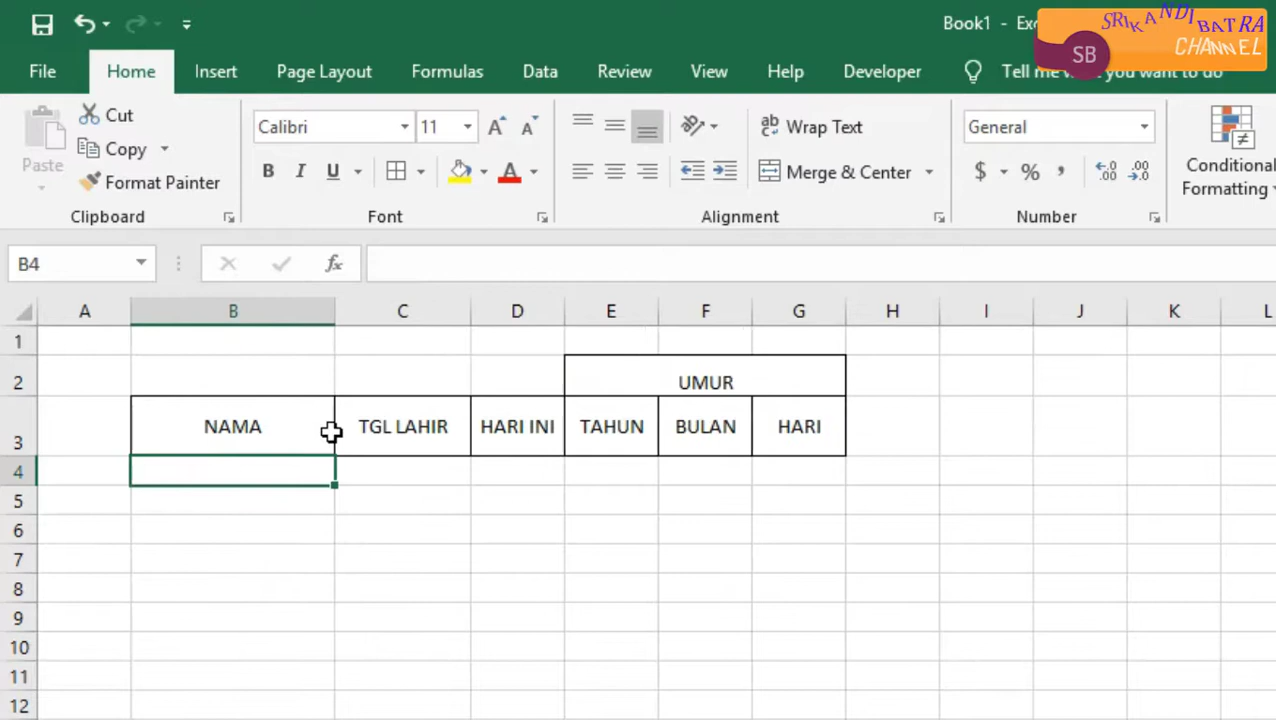 Book1 - Exc
SRIKANDI BATRA
CHANNEL
SB
File Home Insert Page Layout Formulas Data Review View Help Developer Tell me what you want to do
Paste
Cut
Copy
Format Painter
Clipboard
Calibri 11
B I U A
Font
Wrap Text
Merge & Center
Alignment
General
$ % ,
Number
Conditional
Formatting
B4 fx
A B C D E F G H I J K L
1
2 UMUR
3 NAMA TGL LAHIR HARI INI TAHUN BULAN HARI
4
5
6
7
8
9
10
11
12